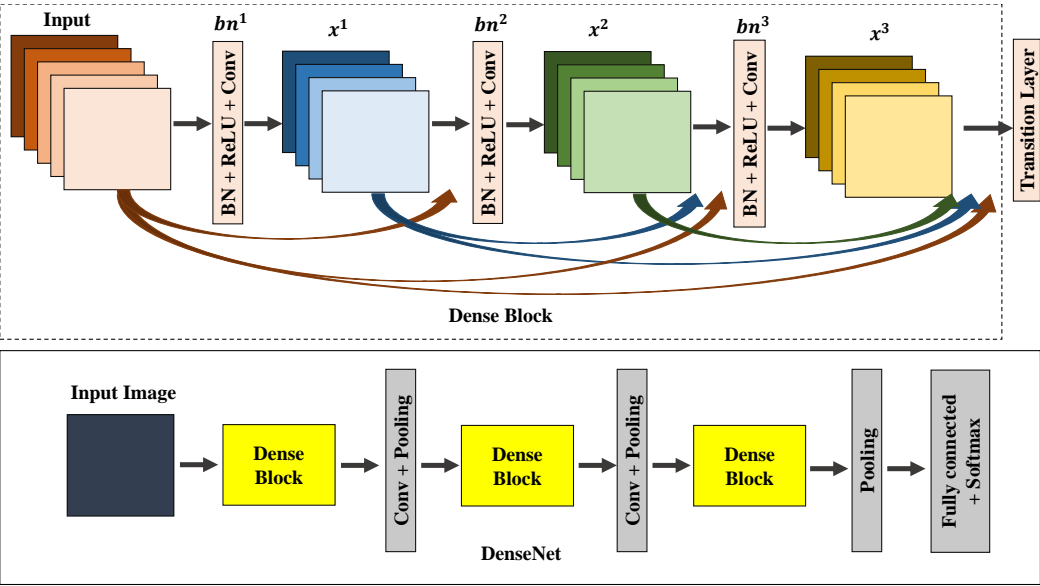 Input
bn¹
x¹
bn²
x²
bn³
x³
BN + ReLU + Conv
BN + ReLU + Conv
BN + ReLU + Conv
Transition Layer
Dense Block
Input Image
Dense
Block
Conv + Pooling
Dense
Block
Conv + Pooling
Dense
Block
Pooling
Fully connected
+ Softmax
DenseNet